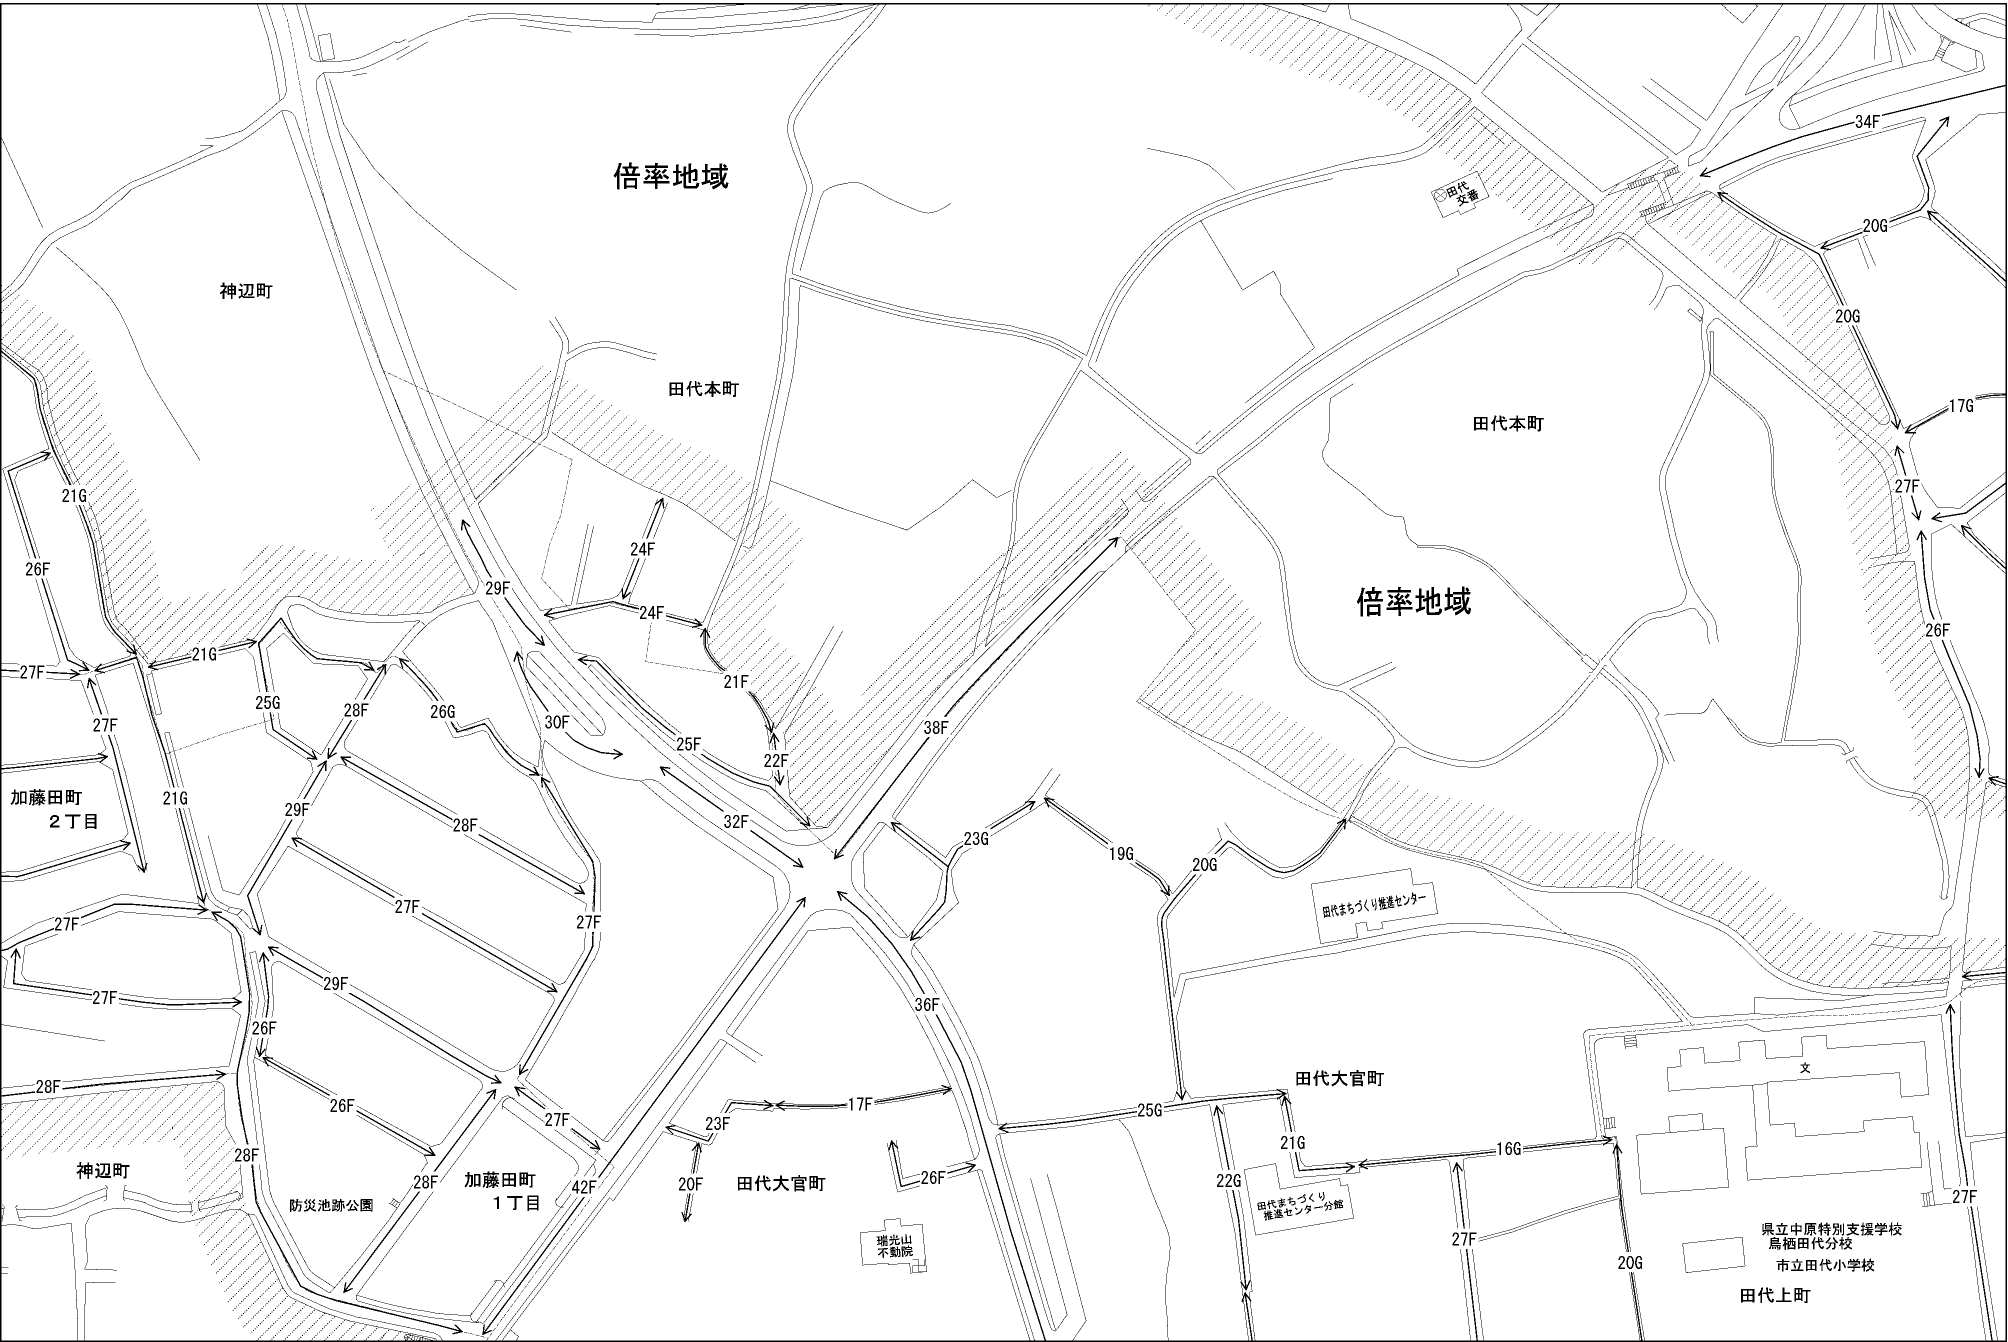 34F
倍率地域
田代
交番
20G
神辺町
20G
田代本町
17G
田代本町
21G
27F
24F
26F
29F
倍率地域
24F
26F
21G
27F
21F
25G
28F
26G
30F
27F
38F
25F
22F
加藤田町
2丁目
21G
29F
28F
32F
23G
19G
20G
27F
田代まちづくり推進センター
27F
27F
29F
27F
36F
26F
文
田代大官町
28F
26F
27F
23F
17F
25G
21G
16G
28F
神辺町
加藤田町
1丁目
28F
42F
20F
田代大官町
26F
22G
27F
防災池跡公園
田代まちづくり
推進センター分館
県立中原特別支援学校
鳥栖田代分校
瑞光山
不動院
27F
20G
市立田代小学校
田代上町